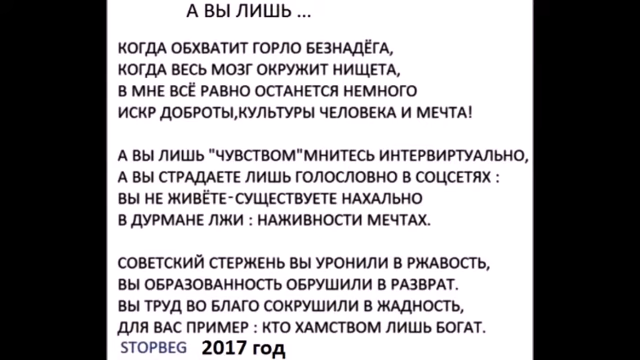 А ВЫ ЛИШЬ ...
КОГДА ОБХВАТИТ ГОРЛО БЕЗНАДЁГА,
КОГДА ВЕСЬ МОЗГ ОКРУЖИТ НИЩЕТА,
В МНЕ ВСЁ РАВНО ОСТАНЕТСЯ НЕМНОГО
ИСКР ДОБРОТЫ,КУЛЬТУРЫ ЧЕЛОВЕКА И МЕЧТА!
А ВЫ ЛИШЬ "ЧУВСТВОМ"МНИТЕСЬ ИНТЕРВИРТУАЛЬНО,
А ВЫ СТРАДАЕТЕ ЛИШЬ ГОЛОСЛОВНО В СОЦСЕТЯХ :
ВЫ НЕ ЖИВЁТЕ-СУЩЕСТВУЕТЕ НАХАЛЬНО
В ДУРМАНЕ ЛЖИ : НАЖИВНОСТИ МЕЧТАХ.
СОВЕТСКИЙ СТЕРЖЕНЬ ВЫ УРОНИЛИ В РЖАВОСТЬ,
ВЫ ОБРАЗОВАННОСТЬ ОБРУШИЛИ В РАЗВРАТ.
ВЫ ТРУД ВО БЛАГО СОКРУШИЛИ В ЖАДНОСТЬ,
ДЛЯ ВАС ПРИМЕР : КТО ХАМСТВОМ ЛИШЬ БОГАТ.
STOPBEG 2017 год